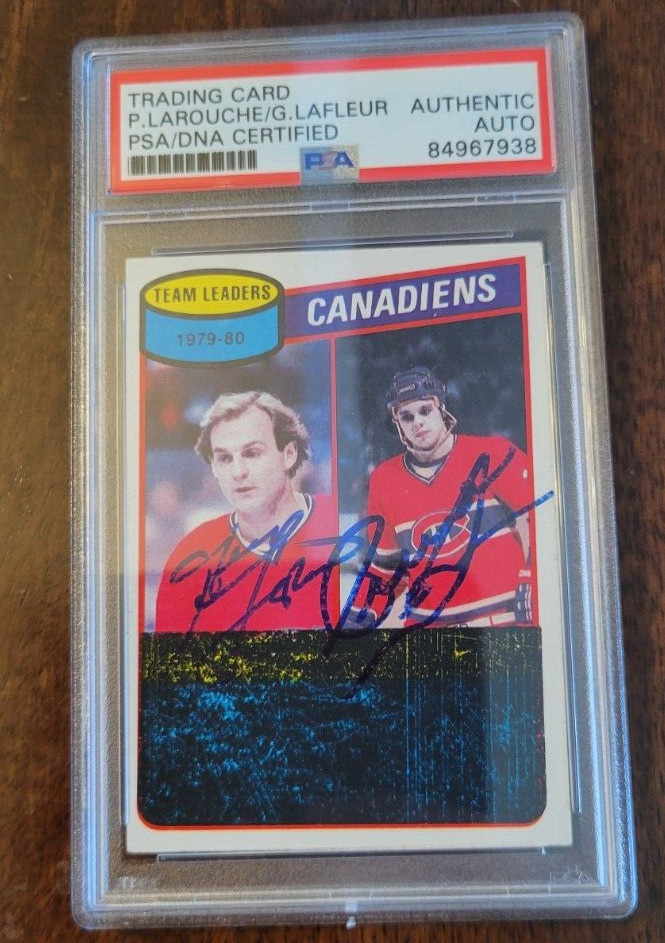 TRADING CARD
P.LAROUCHE/G.LAFLEUR AUTHENTIC
PSA/DNA CERTIFIED AUTO
PSA 84967938
TEAM LEADERS
1979-80
CANADIENS